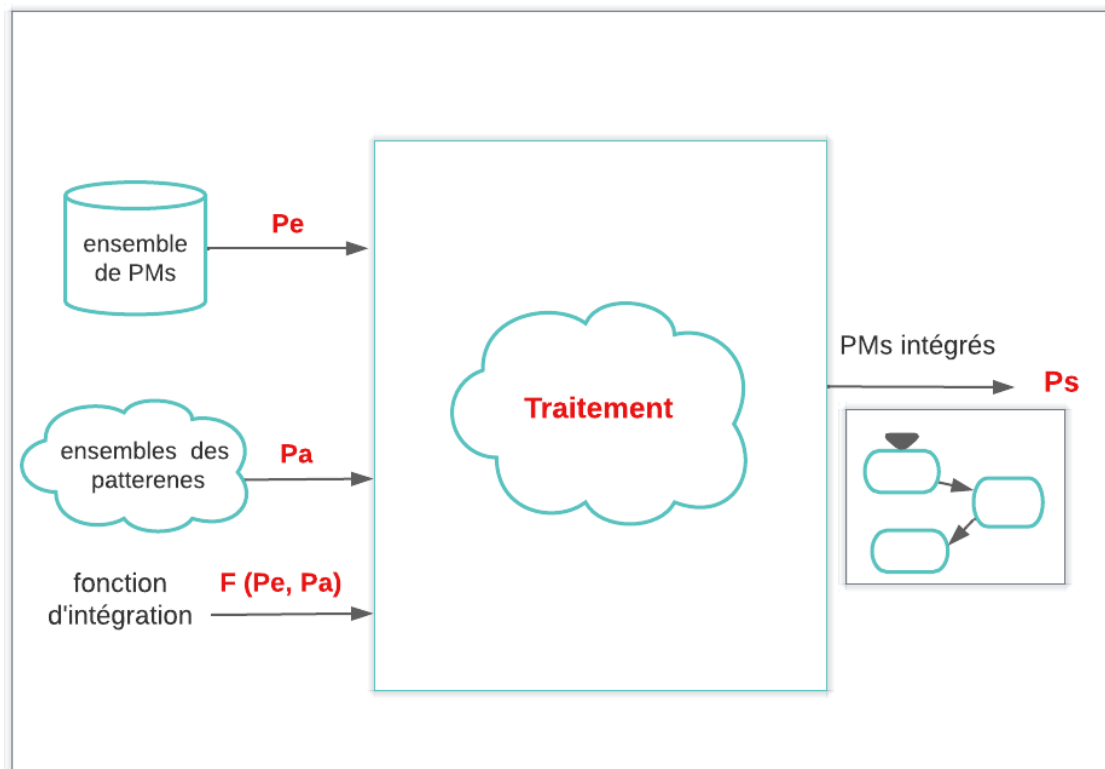 ensemble
de PMs
Pe
ensembles des
patterenes
Pa
fonction
d'intégration
F (Pe, Pa)
Traitement
PMs intégrés
Ps